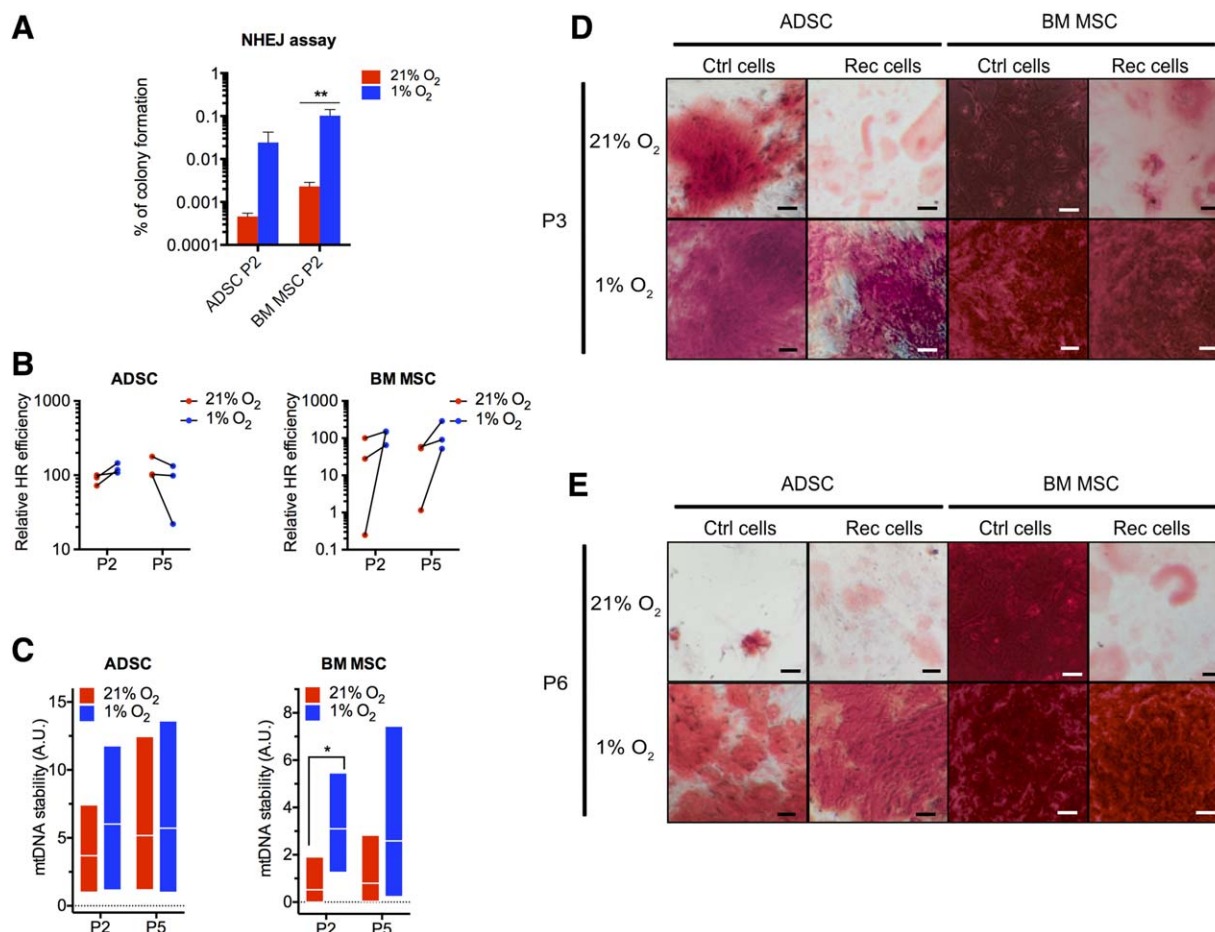 A
NHEJ assay
21% O2
1% O2
% of colony formation
1
0.1
0.01
0.001
0.0001
**
ADSC P2
BM MSC P2
B
ADSC
21% O2
1% O2
Relative HR efficiency
1000
100
10
P2 P5
BM MSC
21% O2
1% O2
Relative HR efficiency
1000
100
10
1
0.1
P2 P5
C
ADSC
21% O2
1% O2
mtDNA stability (A.U.)
15
10
5
0
P2 P5
BM MSC
21% O2
1% O2
mtDNA stability (A.U.)
8
6
4
2
0
*
P2 P5
D
ADSC BM MSC
Ctrl cells Rec cells Ctrl cells Rec cells
21% O2
P3
1% O2
E
ADSC BM MSC
Ctrl cells Rec cells Ctrl cells Rec cells
21% O2
P6
1% O2